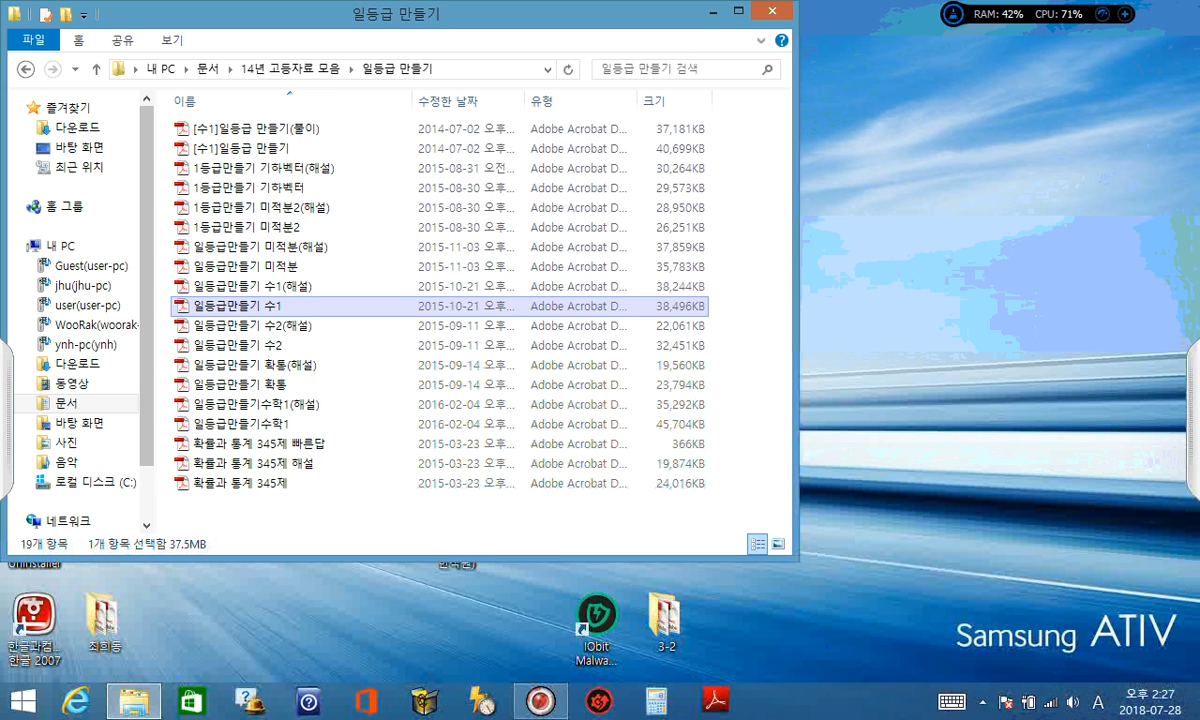 일등급 만들기
RAM: 42% CPU: 71%
파일 홈 공유 보기
내 PC 문서 14년 고등자료 모음 일등급 만들기
일등급 만들기 검색
이름 수정한 날짜 유형 크기
[수1]일등급 만들기(풀이) 2014-07-02 오후... Adobe Acrobat D... 37,181KB
[수1]일등급 만들기 2014-07-02 오후... Adobe Acrobat D... 40,699KB
1등급만들기 기하벡터(해설) 2015-08-31 오전... Adobe Acrobat D... 30,264KB
1등급만들기 기하벡터 2015-08-30 오후... Adobe Acrobat D... 29,573KB
1등급만들기 미적분2(해설) 2015-08-30 오후... Adobe Acrobat D... 28,950KB
1등급만들기 미적분2 2015-08-30 오후... Adobe Acrobat D... 26,251KB
일등급만들기 미적분(해설) 2015-11-03 오후... Adobe Acrobat D... 37,859KB
일등급만들기 미적분 2015-11-03 오후... Adobe Acrobat D... 35,783KB
일등급만들기 수1(해설) 2015-10-21 오후... Adobe Acrobat D... 38,244KB
일등급만들기 수1 2015-10-21 오후... Adobe Acrobat D... 38,496KB
일등급만들기 수2(해설) 2015-09-11 오후... Adobe Acrobat D... 22,061KB
일등급만들기 수2 2015-09-11 오후... Adobe Acrobat D... 32,451KB
일등급만들기 확통(해설) 2015-09-14 오후... Adobe Acrobat D... 19,560KB
일등급만들기 확통 2015-09-14 오후... Adobe Acrobat D... 23,794KB
일등급만들기수학1(해설) 2016-02-04 오후... Adobe Acrobat D... 35,292KB
일등급만들기수학1 2016-02-04 오후... Adobe Acrobat D... 45,704KB
확률과 통계 345제 빠른답 2015-03-23 오후... Adobe Acrobat D... 366KB
확률과 통계 345제 해설 2015-03-23 오후... Adobe Acrobat D... 19,874KB
확률과 통계 345제 2015-03-23 오후... Adobe Acrobat D... 24,016KB
즐겨찾기
다운로드
바탕 화면
최근 위치
홈 그룹
내 PC
Guest(user-pc)
jhu(jhu-pc)
user(user-pc)
WooRak(woorak-
ynh-pc(ynh)
다운로드
동영상
문서
바탕 화면
사진
음악
로컬 디스크 (C:)
네트워크
19개 항목 1개 항목 선택함 37.5MB
Uninstaller
한글과컴...
한글 2007
최희동
IObit
Malwa...
3-2
Samsung ATIV
A
오후 2:27
2018-07-28